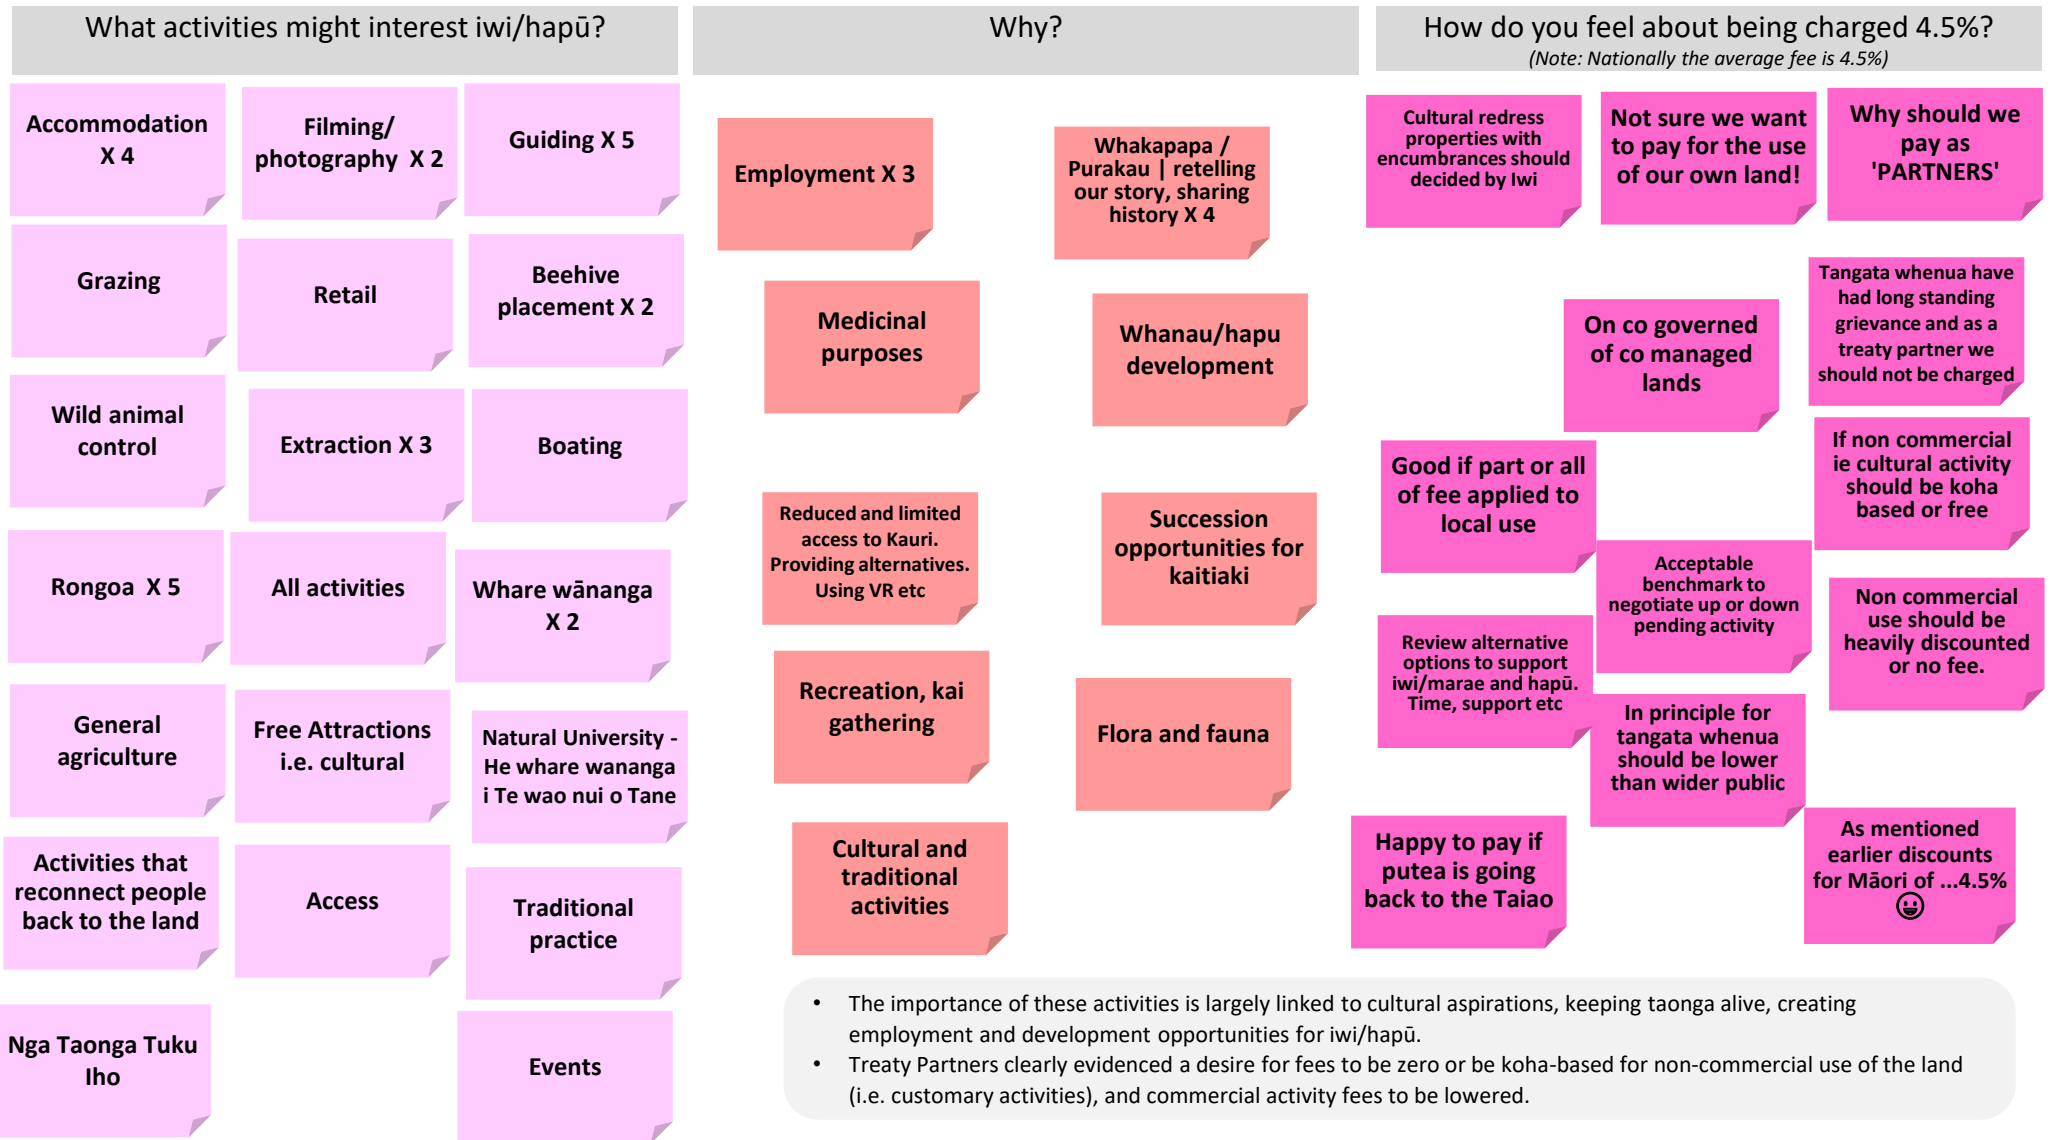 What activities might interest iwi/hapū?
Accommodation
X 4
Filming/
photography X 2
Guiding X 5
Grazing
Retail
Beehive
placement X 2
Wild animal
control
Extraction X 3
Boating
Rongoa X 5
All activities
Whare wānanga
X 2
General
agriculture
Free Attractions
i.e. cultural
Natural University -
He whare wananga
i Te wao nui o Tane
Activities that
reconnect people
back to the land
Access
Traditional
practice
Nga Taonga Tuku
Iho
Events
Why?
Employment X 3
Whakapapa /
Purakau | retelling
our story, sharing
history X 4
Medicinal
purposes
Whanau/hapu
development
Reduced and limited
access to Kauri.
Providing alternatives.
Using VR etc
Succession
opportunities for
kaitiaki
Recreation, kai
gathering
Flora and fauna
Cultural and
traditional
activities
How do you feel about being charged 4.5%?
(Note: Nationally the average fee is 4.5%)
Cultural redress
properties with
encumbrances should
decided by Iwi
Not sure we want
to pay for the use
of our own land!
Why should we
pay as
'PARTNERS'
On co governed
of co managed
lands
Tangata whenua have
had long standing
grievance and as a
treaty partner we
should not be charged
Good if part or all
of fee applied to
local use
If non commercial
ie cultural activity
should be koha
based or free
Acceptable
benchmark to
negotiate up or down
pending activity
Non commercial
use should be
heavily discounted
or no fee.
Review alternative
options to support
iwi/marae and hapū.
Time, support etc
In principle for
tangata whenua
should be lower
than wider public
Happy to pay if
putea is going
back to the Taiao
As mentioned
earlier discounts
for Māori of ...4.5%
😀
• The importance of these activities is largely linked to cultural aspirations, keeping taonga alive, creating
employment and development opportunities for iwi/hapū.
• Treaty Partners clearly evidenced a desire for fees to be zero or be koha-based for non-commercial use of the land
(i.e. customary activities), and commercial activity fees to be lowered.